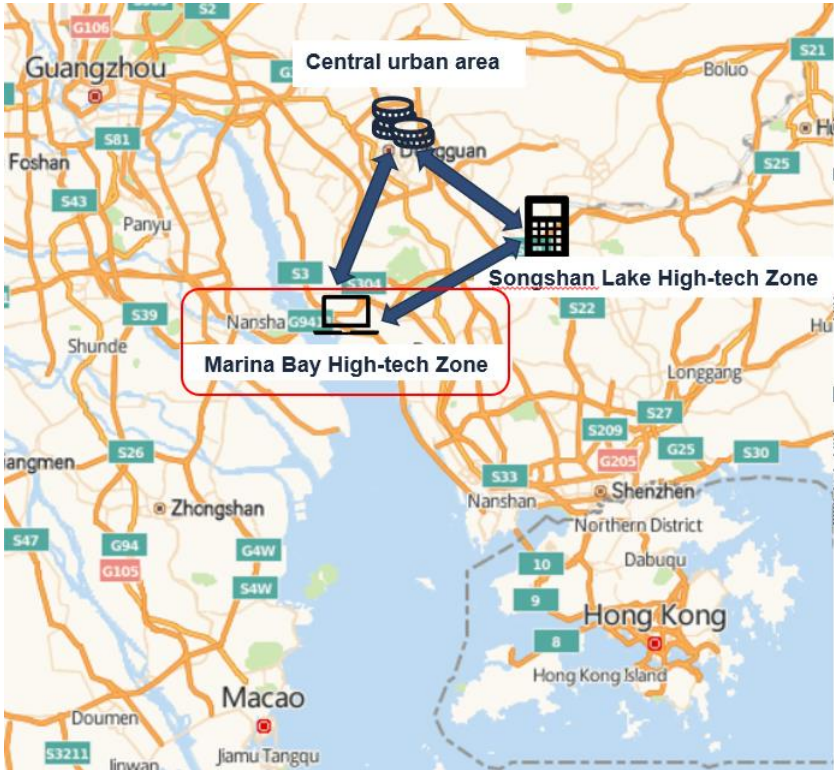 S2
G106
Central urban area
S21
Guangzhou
Boluo
S81
Dongguan
Foshan
S25
S43
Panyu
S3
S304
Songshan Lake High-tech Zone
S39
Nansha
G941
S22
Shunde
Marina Bay High-tech Zone
Longgang
S27
S26
S209
G25
S30
G205
angmen
S33
Shenzhen
Nanshan
Zhongshan
Northern District
S47
G94
G4W
Dabuqu
G105
10
S4W
9
Hong Kong
8
Hong Kong Island
Macao
Doumen
Jiamu Tangqu
S3211
Jinwan